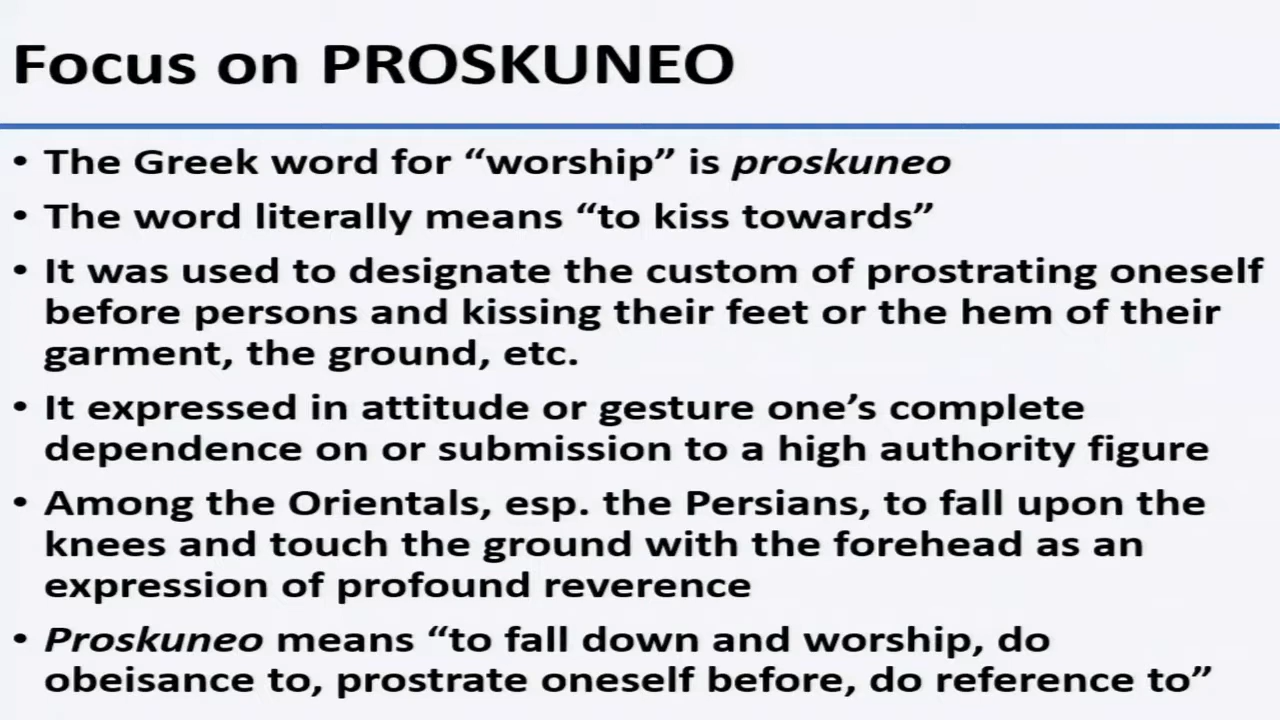 Focus on PROSKUNEO
• The Greek word for “worship” is proskuneo
• The word literally means “to kiss towards”
• It was used to designate the custom of prostrating oneself
before persons and kissing their feet or the hem of their
garment, the ground, etc.
• It expressed in attitude or gesture one’s complete
dependence on or submission to a high authority figure
• Among the Orientals, esp. the Persians, to fall upon the
knees and touch the ground with the forehead as an
expression of profound reverence
• Proskuneo means “to fall down and worship, do
obeisance to, prostrate oneself before, do reference to”